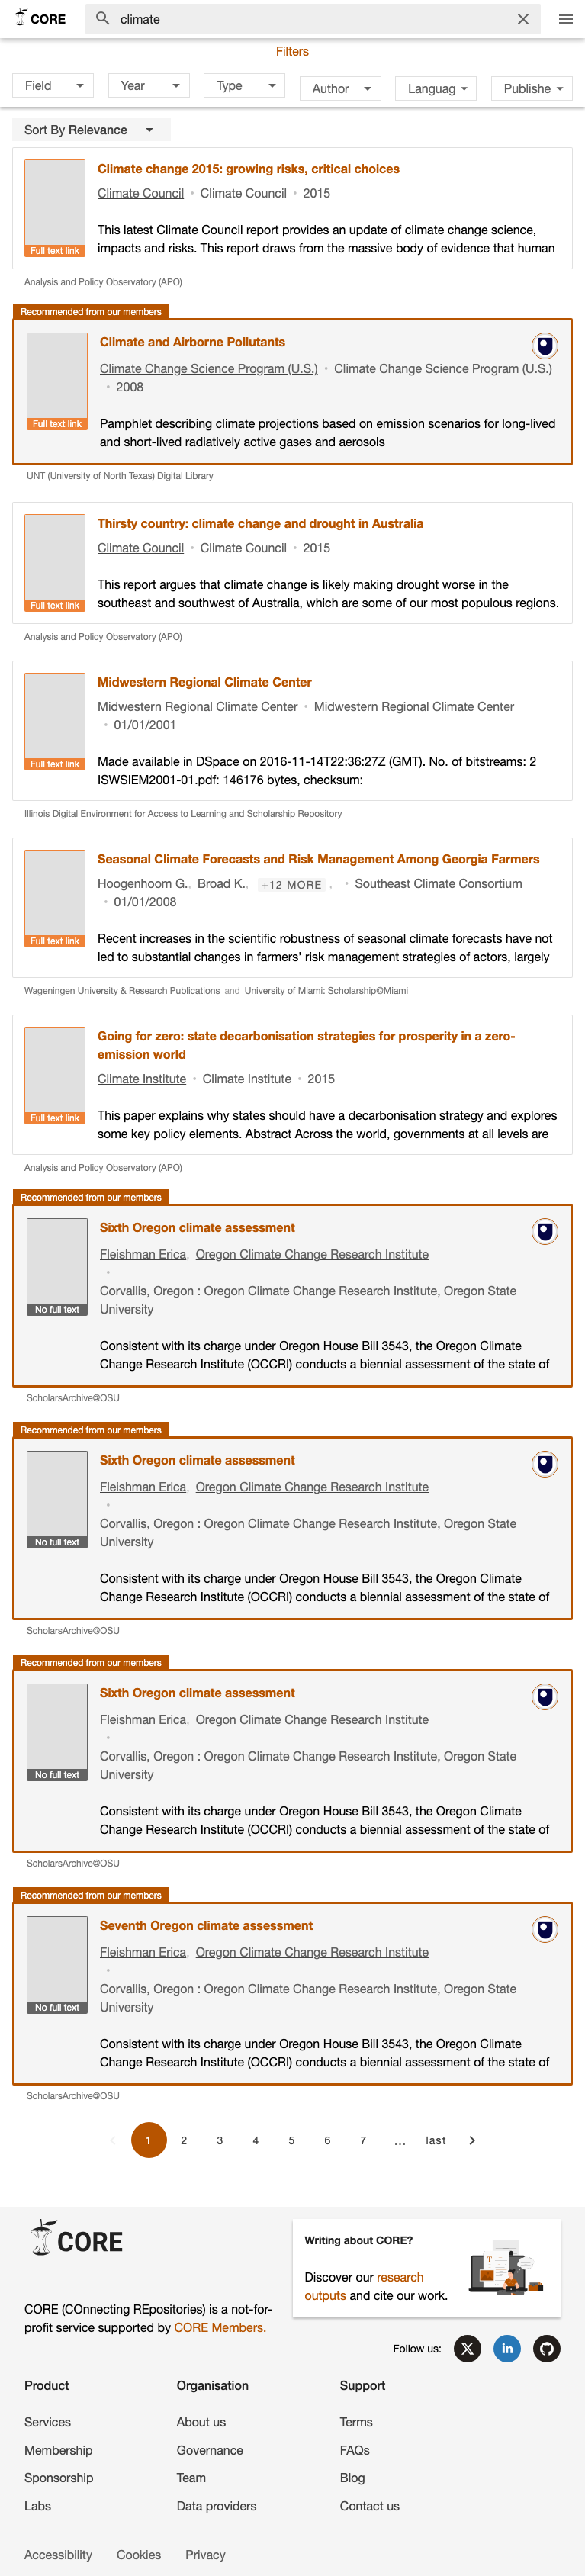 CORE
climate
Filters
Field
Year
Type
Author
Languag
Publishe
Sort By Relevance
Climate change 2015: growing risks, critical choices
Climate Council • Climate Council • 2015
This latest Climate Council report provides an update of climate change science,
impacts and risks. This report draws from the massive body of evidence that human
Full text link
Analysis and Policy Observatory (APO)
Recommended from our members
Climate and Airborne Pollutants
Climate Change Science Program (U.S.) • Climate Change Science Program (U.S.)
• 2008
Pamphlet describing climate projections based on emission scenarios for long-lived
and short-lived radiatively active gases and aerosols
Full text link
UNT (University of North Texas) Digital Library
Thirsty country: climate change and drought in Australia
Climate Council • Climate Council • 2015
This report argues that climate change is likely making drought worse in the
southeast and southwest of Australia, which are some of our most populous regions.
Full text link
Analysis and Policy Observatory (APO)
Midwestern Regional Climate Center
Midwestern Regional Climate Center • Midwestern Regional Climate Center
• 01/01/2001
Made available in DSpace on 2016-11-14T22:36:27Z (GMT). No. of bitstreams: 2
ISWSIEM2001-01.pdf: 146176 bytes, checksum:
Full text link
Illinois Digital Environment for Access to Learning and Scholarship Repository
Seasonal Climate Forecasts and Risk Management Among Georgia Farmers
Hoogenhoom G., Broad K., +12 MORE , • Southeast Climate Consortium
• 01/01/2008
Recent increases in the scientific robustness of seasonal climate forecasts have not
led to substantial changes in farmers’ risk management strategies of actors, largely
Full text link
Wageningen University & Research Publications and University of Miami: Scholarship@Miami
Going for zero: state decarbonisation strategies for prosperity in a zero-
emission world
Climate Institute • Climate Institute • 2015
This paper explains why states should have a decarbonisation strategy and explores
some key policy elements. Abstract Across the world, governments at all levels are
Full text link
Analysis and Policy Observatory (APO)
Recommended from our members
Sixth Oregon climate assessment
Fleishman Erica, Oregon Climate Change Research Institute
•
Corvallis, Oregon : Oregon Climate Change Research Institute, Oregon State
University
Consistent with its charge under Oregon House Bill 3543, the Oregon Climate
Change Research Institute (OCCRI) conducts a biennial assessment of the state of
No full text
ScholarsArchive@OSU
Recommended from our members
Sixth Oregon climate assessment
Fleishman Erica, Oregon Climate Change Research Institute
•
Corvallis, Oregon : Oregon Climate Change Research Institute, Oregon State
University
Consistent with its charge under Oregon House Bill 3543, the Oregon Climate
Change Research Institute (OCCRI) conducts a biennial assessment of the state of
No full text
ScholarsArchive@OSU
Recommended from our members
Sixth Oregon climate assessment
Fleishman Erica, Oregon Climate Change Research Institute
•
Corvallis, Oregon : Oregon Climate Change Research Institute, Oregon State
University
Consistent with its charge under Oregon House Bill 3543, the Oregon Climate
Change Research Institute (OCCRI) conducts a biennial assessment of the state of
No full text
ScholarsArchive@OSU
Recommended from our members
Seventh Oregon climate assessment
Fleishman Erica, Oregon Climate Change Research Institute
•
Corvallis, Oregon : Oregon Climate Change Research Institute, Oregon State
University
Consistent with its charge under Oregon House Bill 3543, the Oregon Climate
Change Research Institute (OCCRI) conducts a biennial assessment of the state of
No full text
ScholarsArchive@OSU
1 2 3 4 5 6 7 ... last
CORE
CORE (COnnecting REpositories) is a not-for-
profit service supported by CORE Members.
Writing about CORE?
Discover our research
outputs and cite our work.
Follow us:
Product
Services
Membership
Sponsorship
Labs
Organisation
About us
Governance
Team
Data providers
Support
Terms
FAQs
Blog
Contact us
Accessibility
Cookies
Privacy